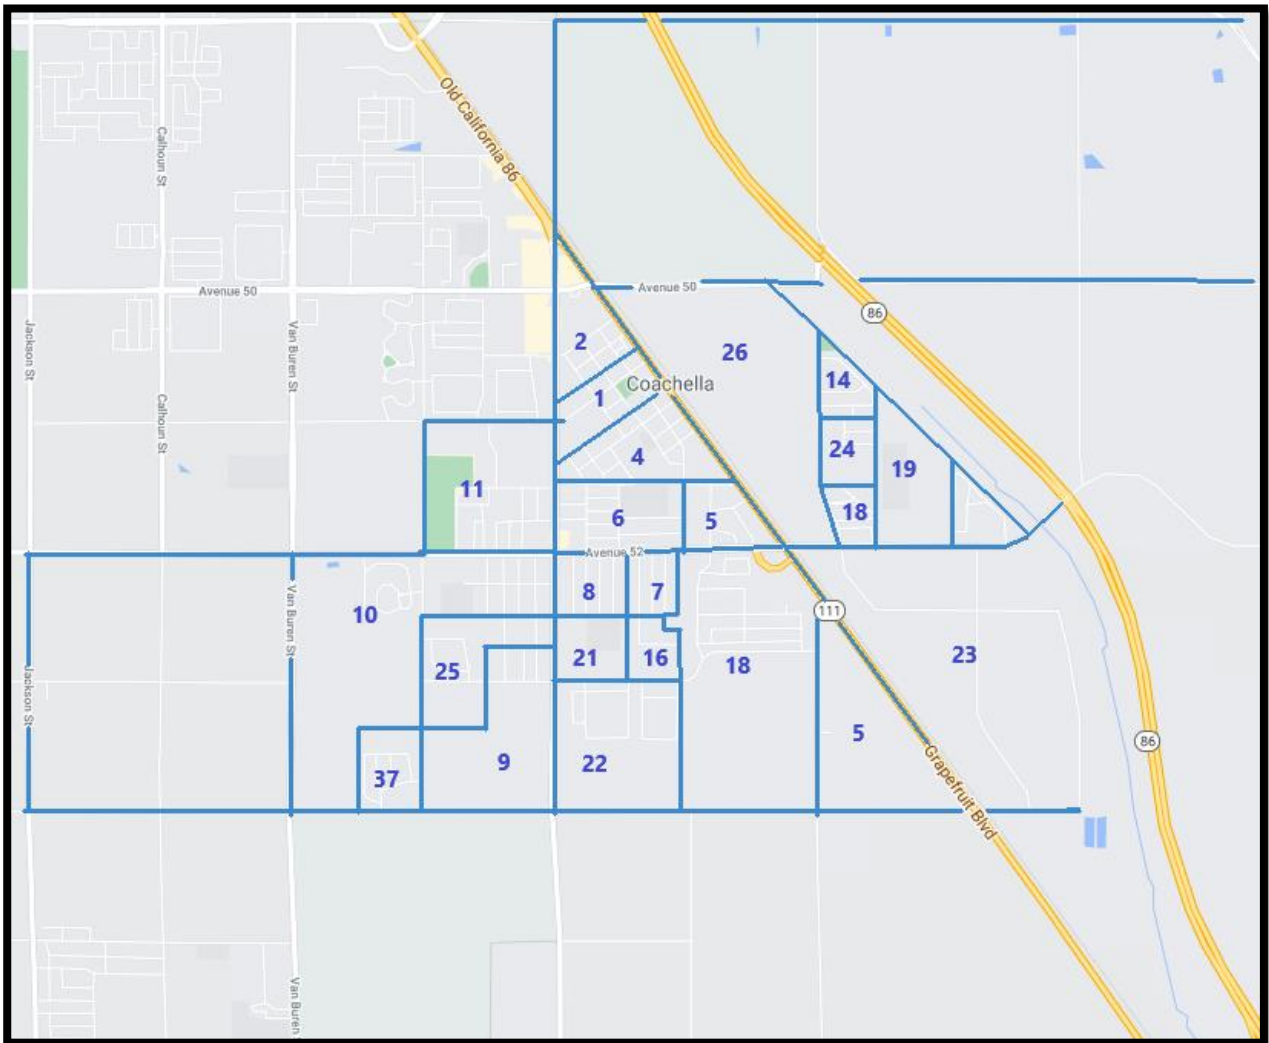 Old California 86
Calhoun St
Avenue 50
Avenue 50
86
Jackson St
Van Buren St
2
26
14
Coachella
1
Calhoun St
4
24
19
11
6
5
18
Avenue 52
8
7
10
Van Buren St
111
21
16
18
23
25
Jackson St
5
86
9
22
37
Grapefruit Blvd
Van Buren